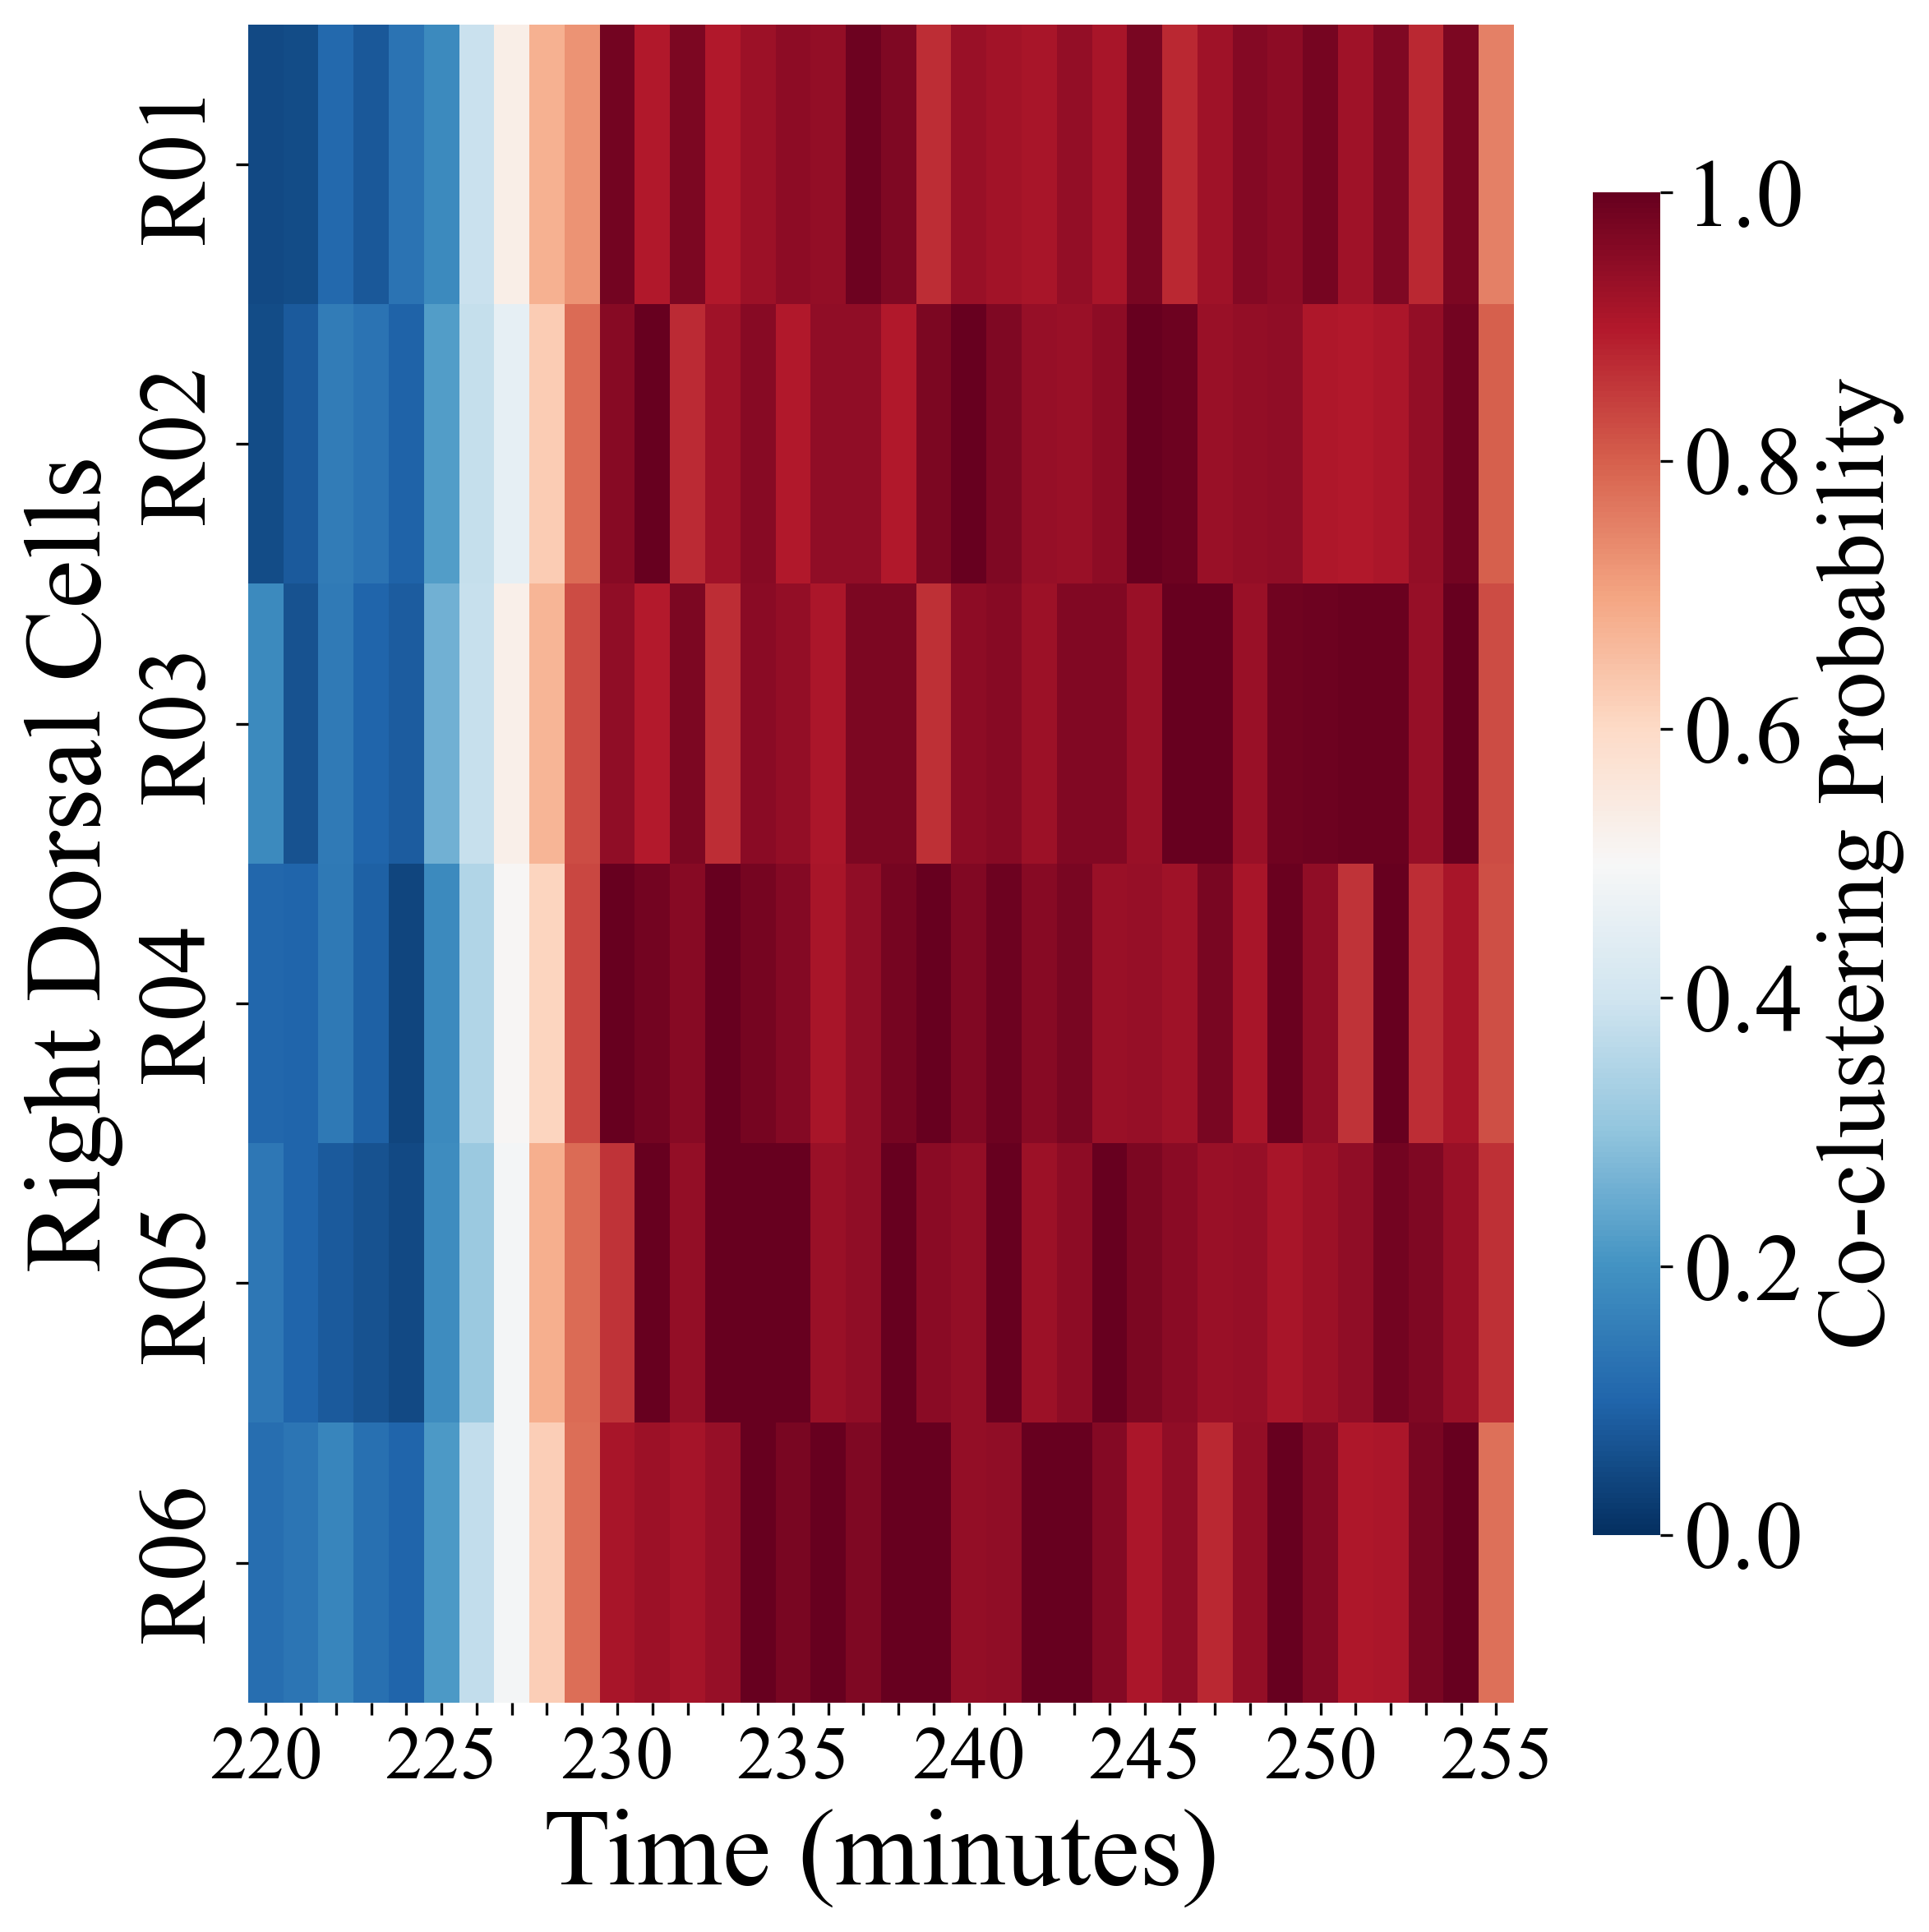 Right Dorsal Cells
R01
R02
R03
R04
R05
R06
220 225 230 235 240 245 250 255
Time (minutes)
1.0
0.8
0.6
0.4
0.2
0.0
Co-clustering Probability